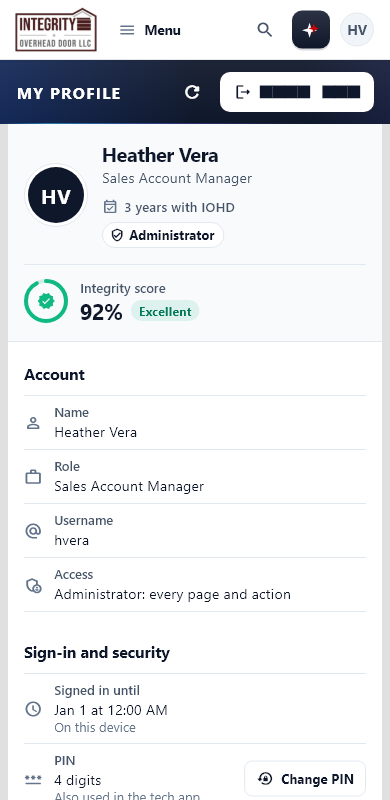 INTEGRITY
OVERHEAD DOOR LLC
Menu
HV
MY PROFILE
HV
Heather Vera
Sales Account Manager
3 years with IOHD
Administrator
Integrity score
92% Excellent
Account
Name
Heather Vera
Role
Sales Account Manager
Username
hvera
Access
Administrator: every page and action
Sign-in and security
Signed in until
Jan 1 at 12:00 AM
On this device
PIN
4 digits
Change PIN
Also used in the tech app